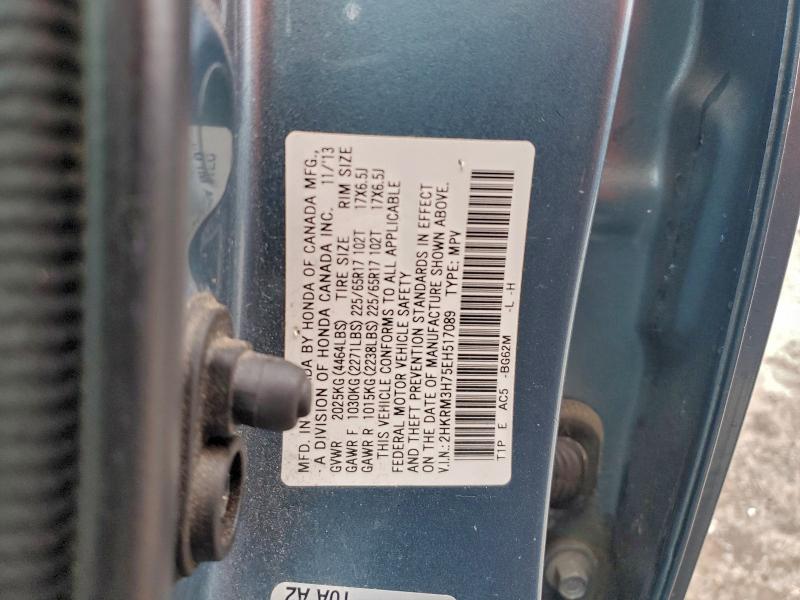 MFD. IN CANADA BY HONDA OF CANADA MFG.,
A DIVISION OF HONDA CANADA INC. 11/'13
GVWR 2025KG(4464LBS) TIRE SIZE RIM SIZE
GAWR F 1030KG(2271LBS) 225/65R17 102T 17X6.5J
GAWR R 1015KG(2238LBS) 225/65R17 102T 17X6.5J
THIS VEHICLE CONFORMS TO ALL APPLICABLE
FEDERAL MOTOR VEHICLE SAFETY
AND THEFT PREVENTION STANDARDS IN EFFECT
ON THE DATE OF MANUFACTURE SHOWN ABOVE.
V.I.N.: 2HKRM3H75EH517089 TYPE: MPV
T1P E AC5 -BG62M -L -H
10A AZ